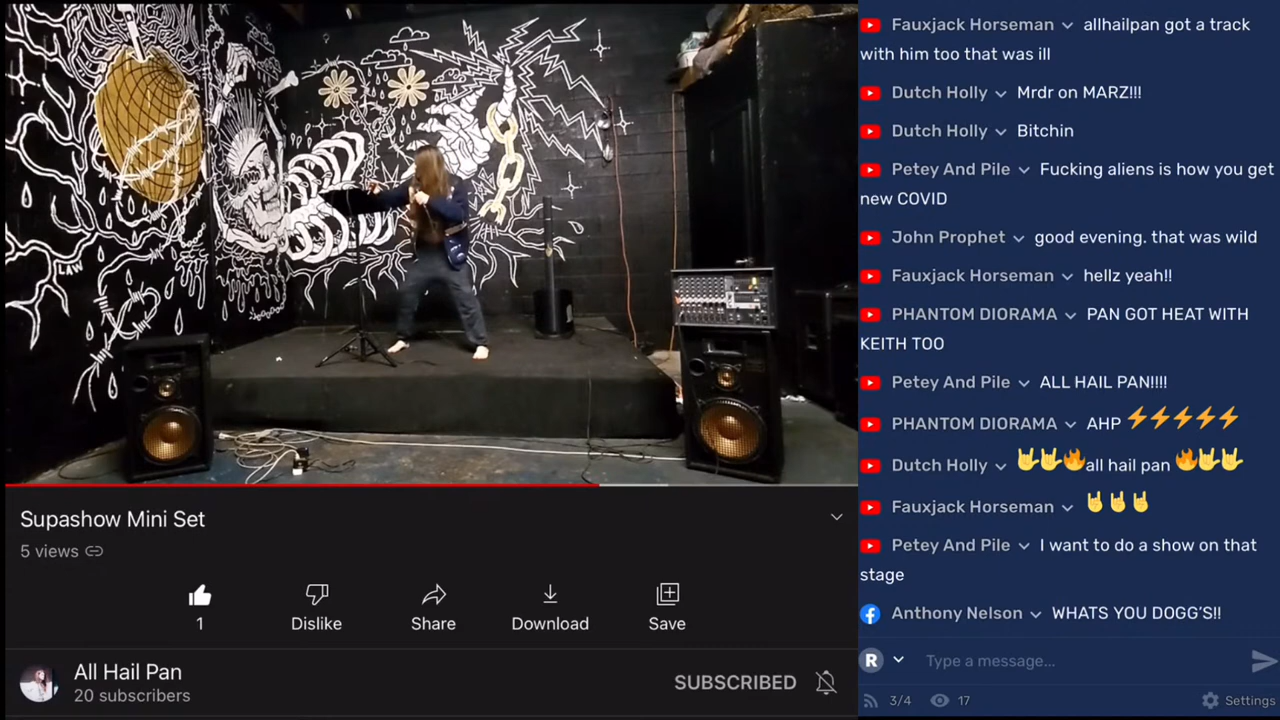 LAW
Supashow Mini Set
5 views
1
Dislike
Share
Download
Save
All Hail Pan
20 subscribers
SUBSCRIBED
Fauxjack Horseman allhailpan got a track
with him too that was ill
Dutch Holly Mrdr on MARZ!!!
Dutch Holly Bitchin
Petey And Pile Fucking aliens is how you get
new COVID
John Prophet good evening. that was wild
Fauxjack Horseman hellz yeah!!
PHANTOM DIORAMA PAN GOT HEAT WITH
KEITH TOO
Petey And Pile ALL HAIL PAN!!!!
PHANTOM DIORAMA AHP ⚡⚡⚡⚡⚡
Dutch Holly 🤘🤘🔥all hail pan 🔥🤘🤘
Fauxjack Horseman 🤘🤘🤘
Petey And Pile I want to do a show on that
stage
Anthony Nelson WHATS YOU DOGG'S!!
R Type a message...
3/4 17 Settings